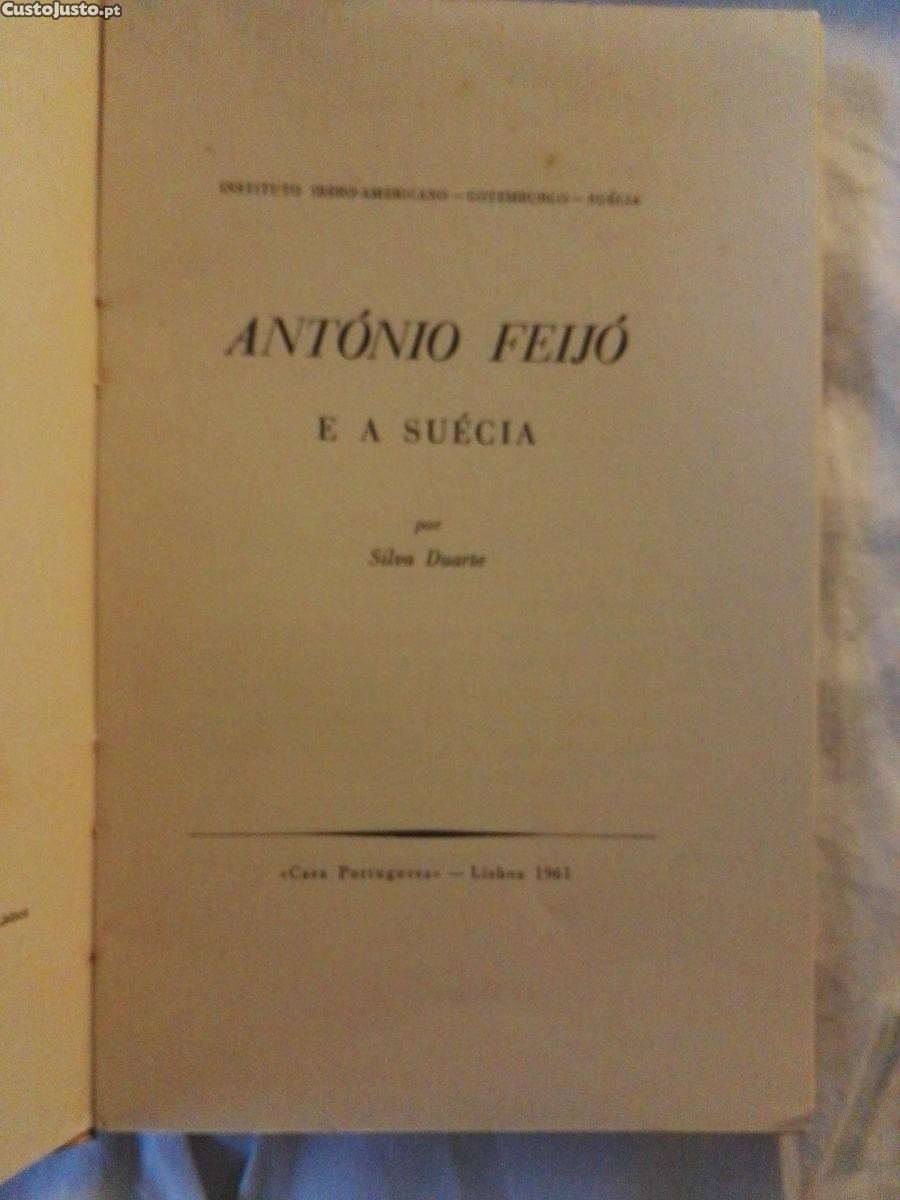 CustoJusto.pt
INSTITUTO IBERO-AMERICANO — GOTEMBURGO — SUÉCIA
ANTÓNIO FEIJÓ
E A SUÉCIA
por
Silva Duarte
«Casa Portuguesa» — Lisboa 1961